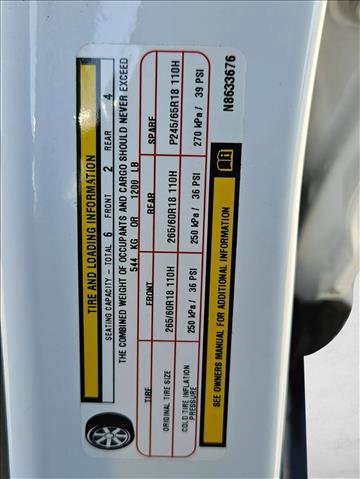 TIRE AND LOADING INFORMATION
SEATING CAPACITY – TOTAL 6 FRONT 2 REAR 4
THE COMBINED WEIGHT OF OCCUPANTS AND CARGO SHOULD NEVER EXCEED
544 KG OR 1200 LB
TIRE FRONT REAR SPARE
ORIGINAL TIRE SIZE 265/60R18 110H 265/60R18 110H P245/65R18 110H
COLD TIRE INFLATION
PRESSURE 250 kPa / 36 PSI 250 kPa / 36 PSI 270 kPa / 39 PSI
SEE OWNERS MANUAL FOR ADDITIONAL INFORMATION
N8633676